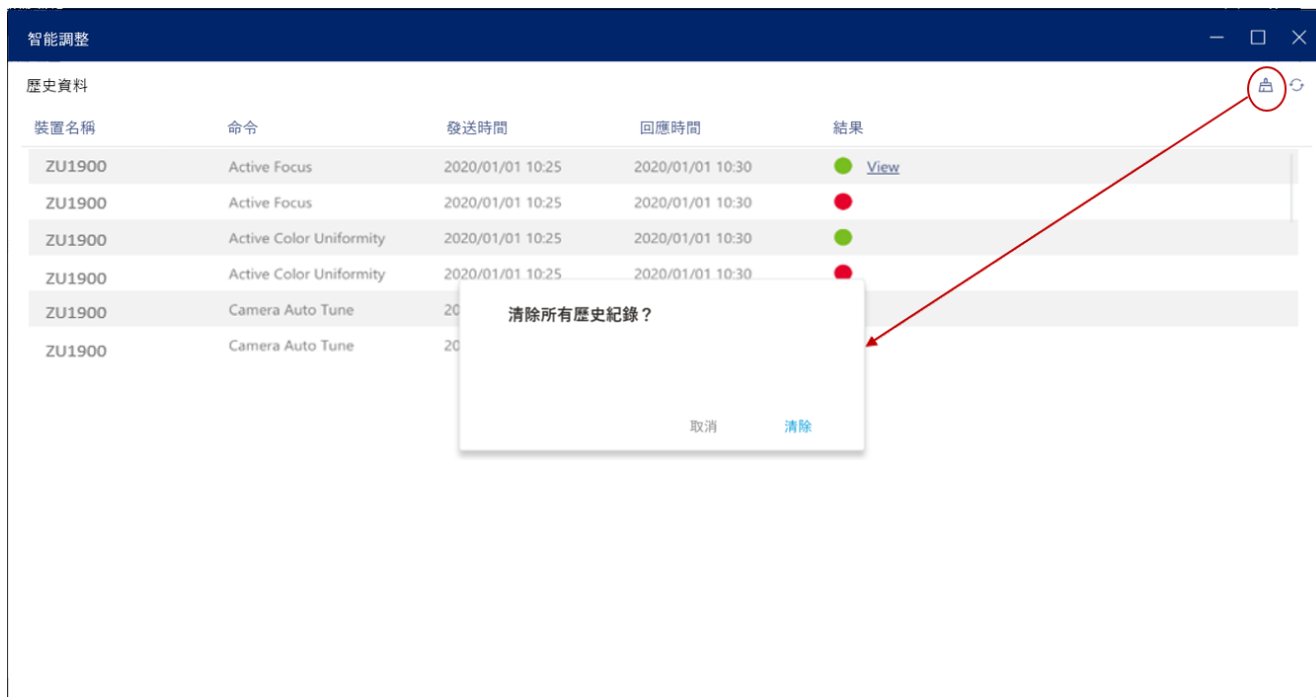 智能調整
歷史資料
裝置名稱 命令 發送時間 回應時間 結果
ZU1900 Active Focus 2020/01/01 10:25 2020/01/01 10:30 View
ZU1900 Active Focus 2020/01/01 10:25 2020/01/01 10:30
ZU1900 Active Color Uniformity 2020/01/01 10:25 2020/01/01 10:30
ZU1900 Active Color Uniformity 2020/01/01 10:25 2020/01/01 10:30
ZU1900 Camera Auto Tune 20
ZU1900 Camera Auto Tune 20
清除所有歷史紀錄？
取消 清除